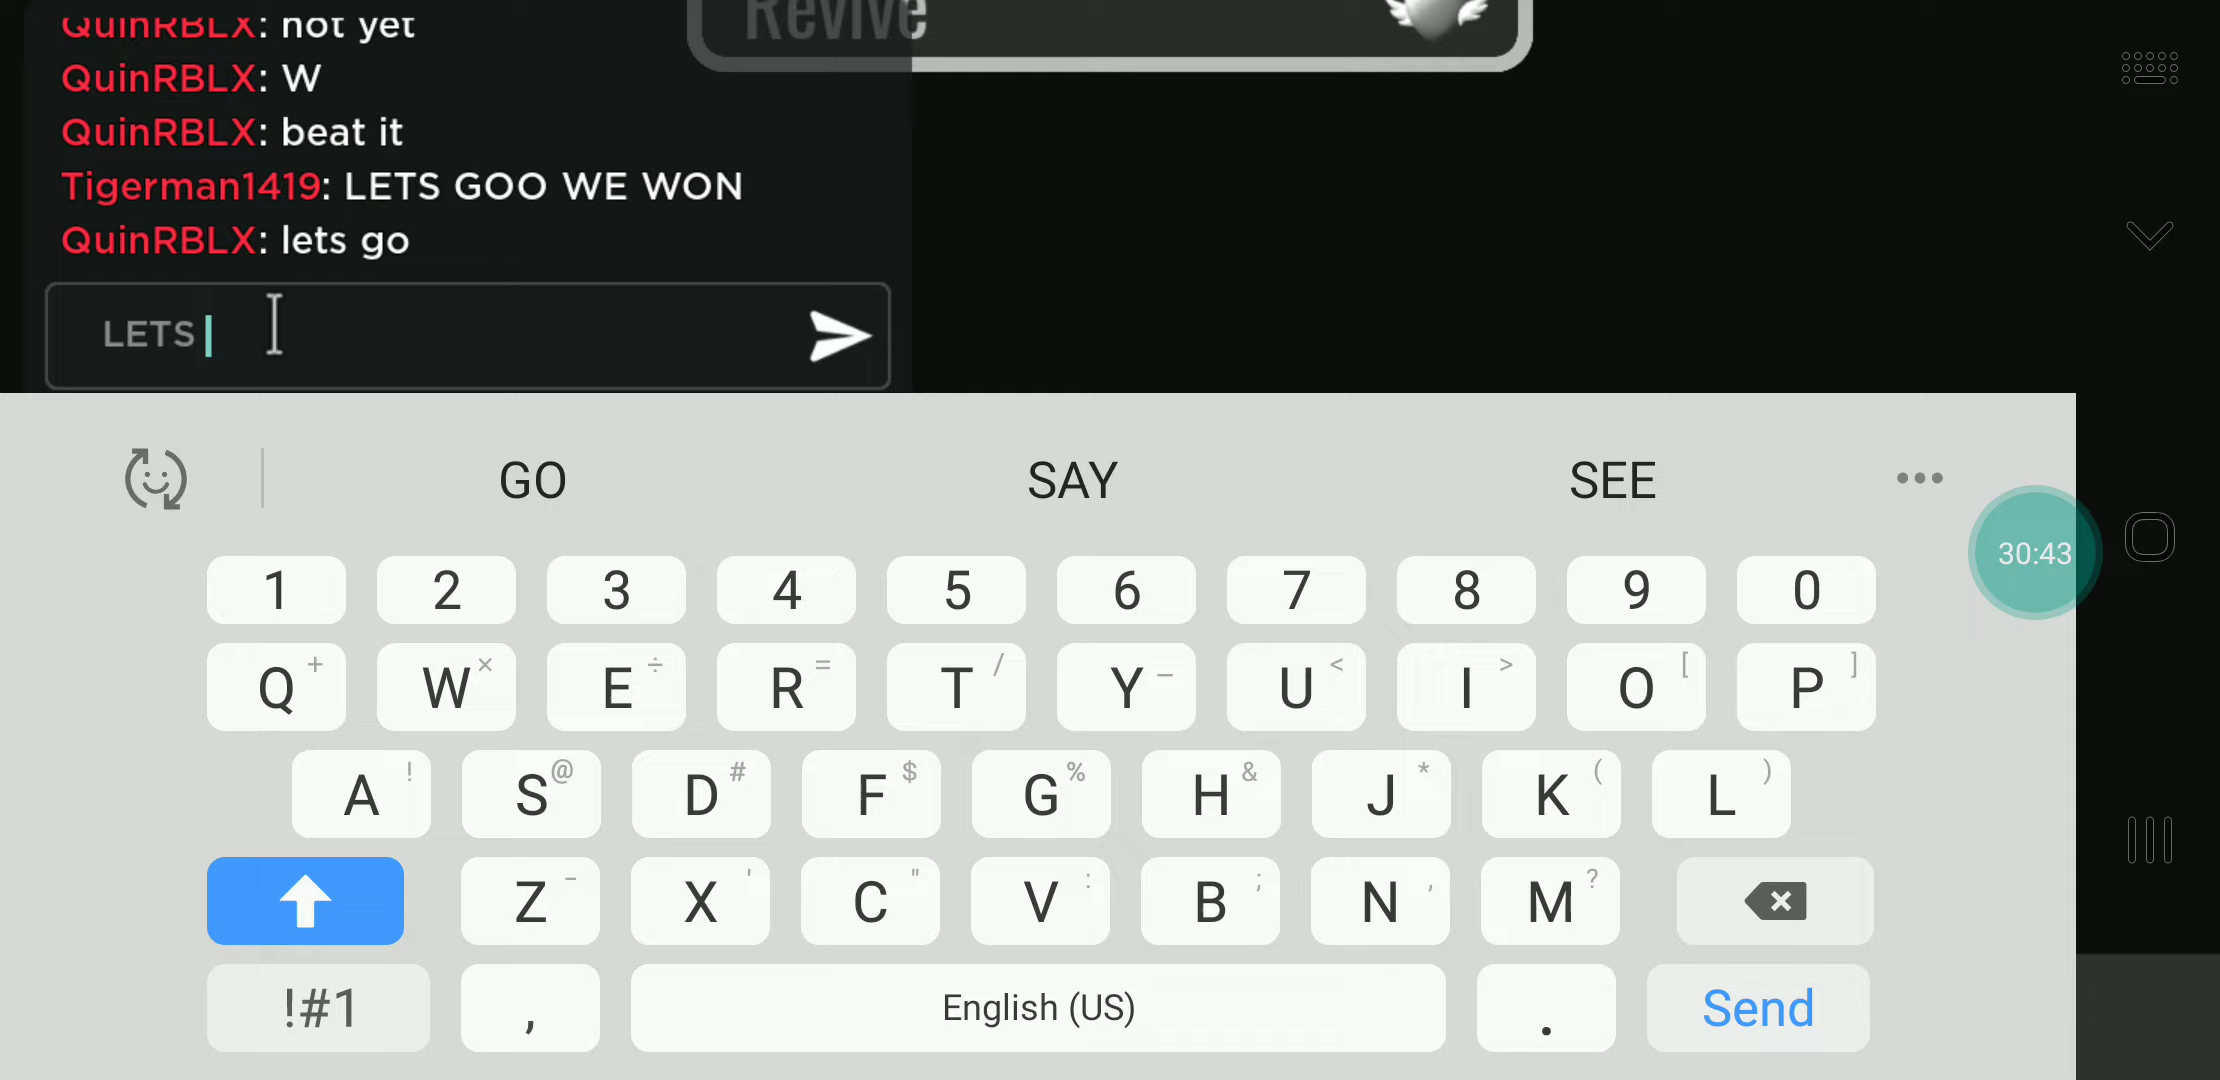 Revive
QuinRBLX: not yet
QuinRBLX: W
QuinRBLX: beat it
Tigerman1419: LETS GOO WE WON
QuinRBLX: lets go
LETS
GO SAY SEE
30:43
1 2 3 4 5 6 7 8 9 0
Q + W × E ÷ R = T / Y _ U < I > O [ P ]
A ! S @ D # F $ G % H & J * K ( L )
Z - X ' C " V : B ; N , M ?
!#1 , English (US) . Send